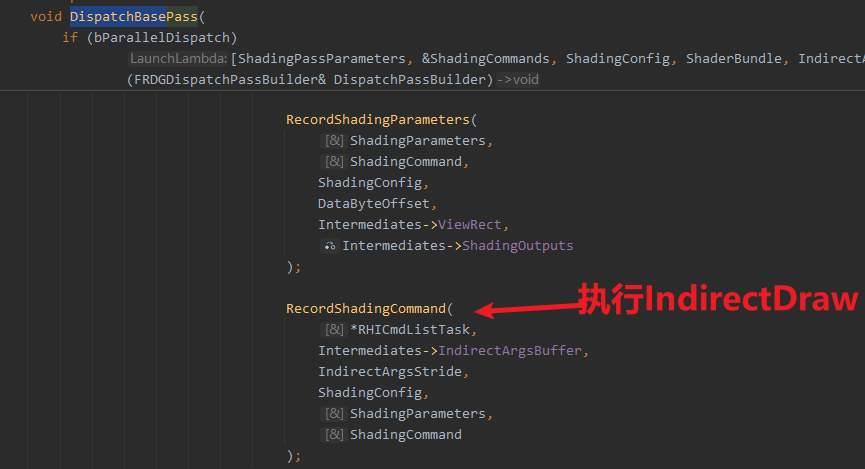 void DispatchBasePass(
if (bParallelDispatch)
LaunchLambda: [ShadingPassParameters, &ShadingCommands, ShadingConfig, ShaderBundle, IndirectA
(FRDGDispatchPassBuilder& DispatchPassBuilder) ->void
RecordShadingParameters(
[&] ShadingParameters,
[&] ShadingCommand,
ShadingConfig,
DataByteOffset,
Intermediates->ViewRect,
Intermediates->ShadingOutputs
);
RecordShadingCommand(
执行IndirectDraw
[&] *RHICmdListTask,
Intermediates->IndirectArgsBuffer,
IndirectArgsStride,
ShadingConfig,
[&] ShadingParameters,
[&] ShadingCommand
);